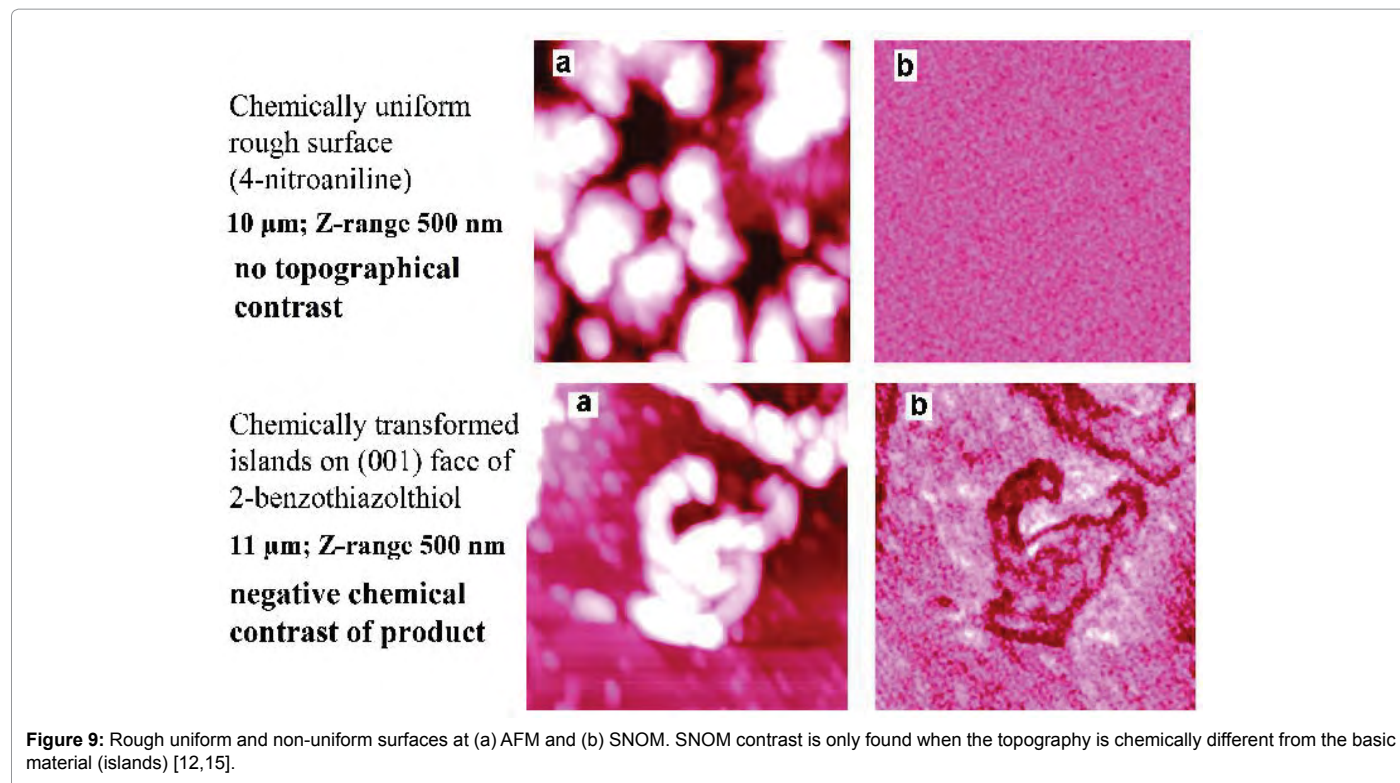 a
b
Chemically uniform
rough surface
(4-nitroaniline)
10 µm; Z-range 500 nm
no topographical
contrast
a
b
Chemically transformed
islands on (001) face of
2-benzothiazolthiol
11 µm; Z-range 500 nm
negative chemical
contrast of product
Figure 9: Rough uniform and non-uniform surfaces at (a) AFM and (b) SNOM. SNOM contrast is only found when the topography is chemically different from the basic
material (islands) [12,15].